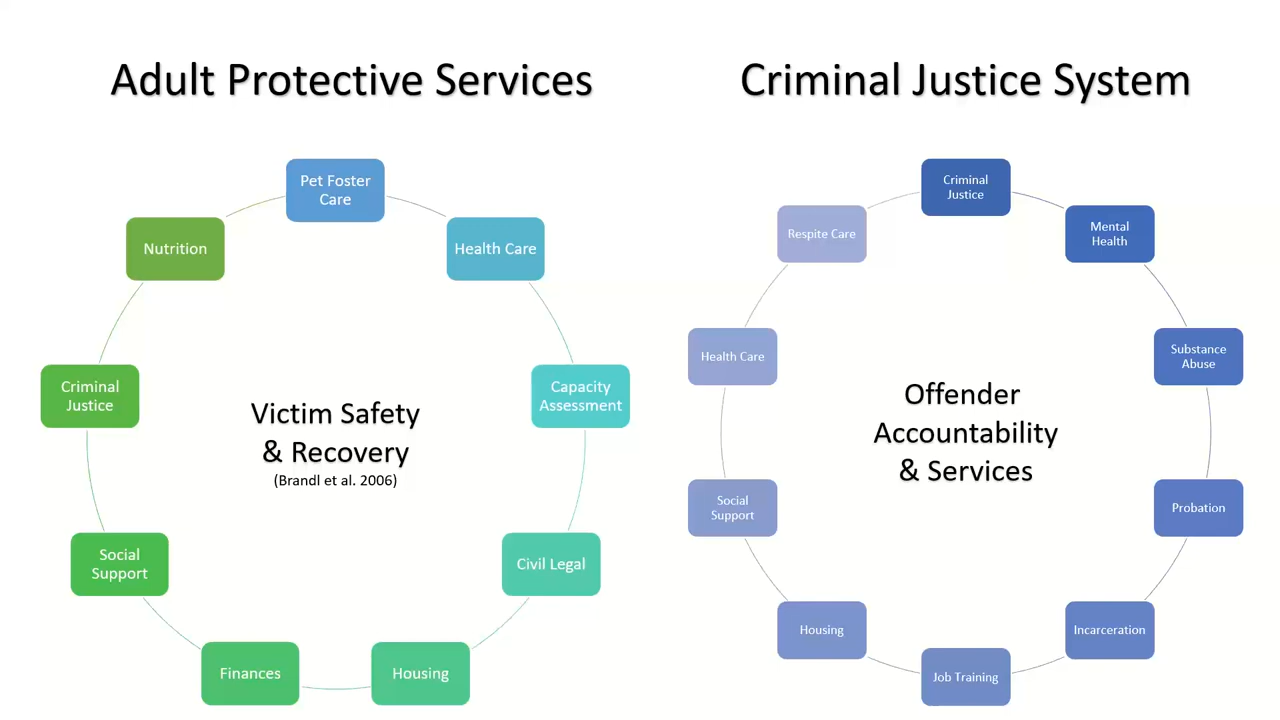 Adult Protective Services
Pet Foster
Care
Health Care
Capacity
Assessment
Civil Legal
Housing
Finances
Social
Support
Criminal
Justice
Nutrition
Victim Safety
& Recovery
(Brandl et al. 2006)
Criminal Justice System
Criminal
Justice
Mental
Health
Substance
Abuse
Probation
Incarceration
Job Training
Housing
Social
Support
Health Care
Respite Care
Offender
Accountability
& Services